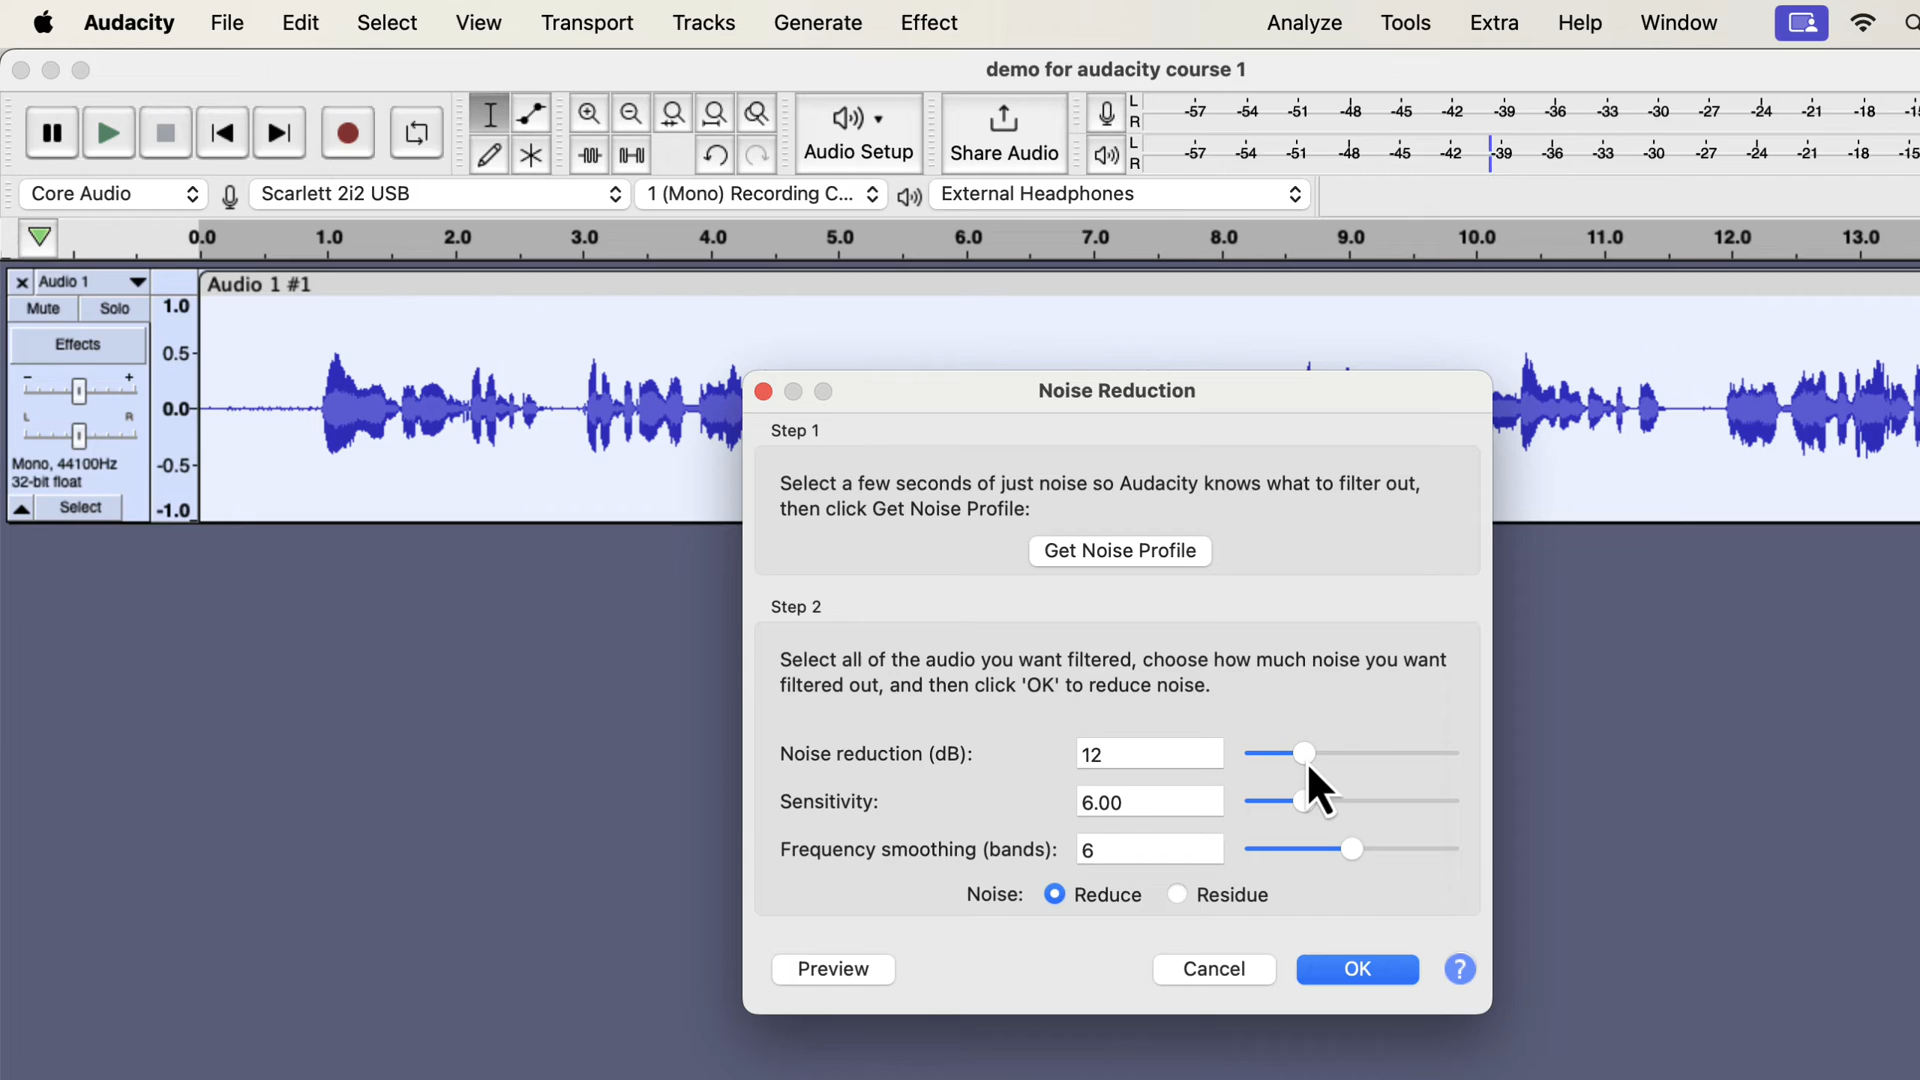 Audacity File Edit Select View Transport Tracks Generate Effect Analyze Tools Extra Help Window
demo for audacity course 1
Audio Setup
Share Audio
L
R
-57 -54 -51 -48 -45 -42 -39 -36 -33 -30 -27 -24 -21 -18
L
R
-57 -54 -51 -48 -45 -42 -39 -36 -33 -30 -27 -24 -21 -18 -15
Core Audio Scarlett 2i2 USB 1 (Mono) Recording C... External Headphones
0.0 1.0 2.0 3.0 4.0 5.0 6.0 7.0 8.0 9.0 10.0 11.0 12.0 13.0
Audio 1
Audio 1 #1
Mute Solo
Effects
- +
L R
Mono, 44100Hz
32-bit float
Select
1.0
0.5
0.0
-0.5
-1.0
Noise Reduction
Step 1
Select a few seconds of just noise so Audacity knows what to filter out,
then click Get Noise Profile:
Get Noise Profile
Step 2
Select all of the audio you want filtered, choose how much noise you want
filtered out, and then click 'OK' to reduce noise.
Noise reduction (dB): 12
Sensitivity: 6.00
Frequency smoothing (bands): 6
Noise: Reduce Residue
Preview Cancel OK ?